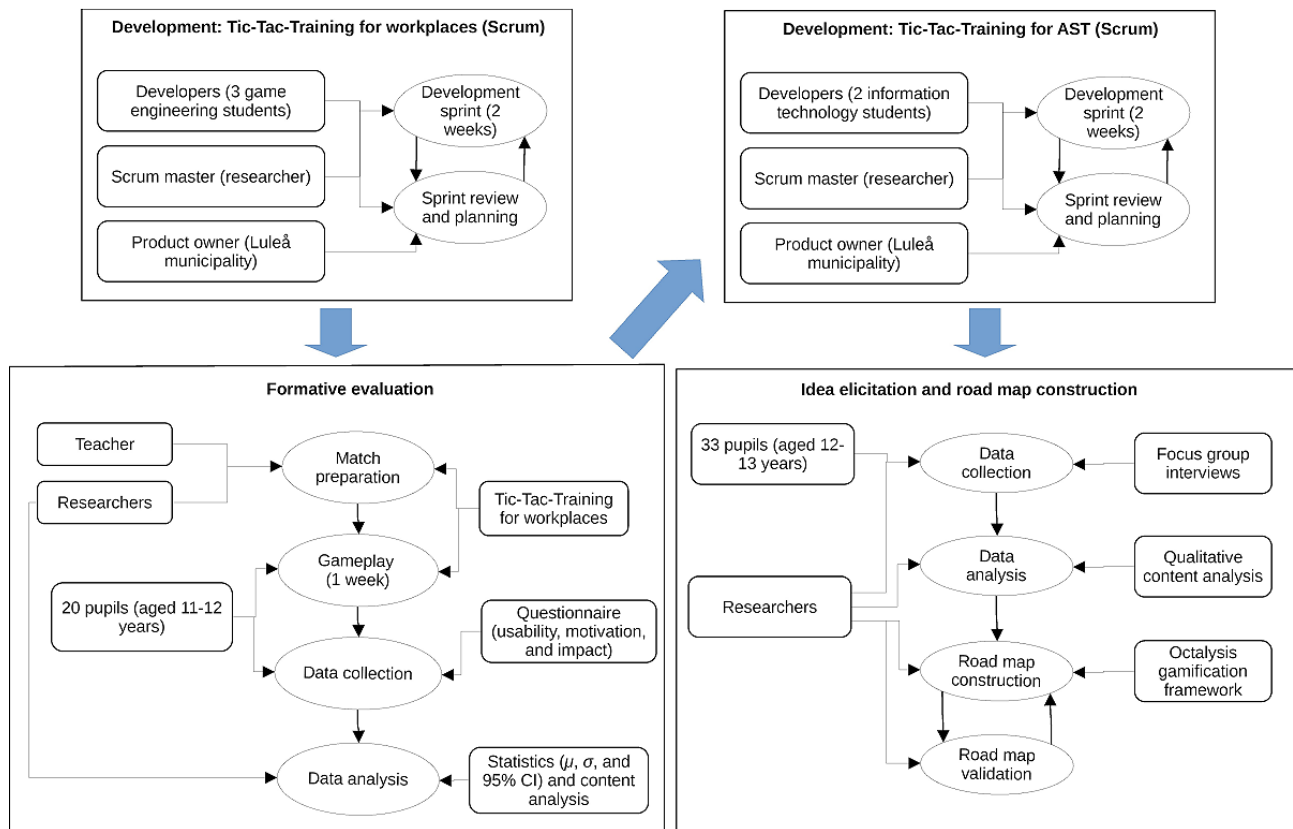 Development: Tic-Tac-Training for workplaces (Scrum)
Developers (3 game
engineering students)
Scrum master (researcher)
Product owner (Luleå
municipality)
Development
sprint (2
weeks)
Sprint review
and planning
Development: Tic-Tac-Training for AST (Scrum)
Developers (2 information
technology students)
Scrum master (researcher)
Product owner (Luleå
municipality)
Development
sprint (2
weeks)
Sprint review
and planning
Formative evaluation
Teacher
Researchers
20 pupils (aged 11-12
years)
Match
preparation
Gameplay
(1 week)
Data collection
Data analysis
Tic-Tac-Training
for workplaces
Questionnaire
(usability, motivation,
and impact)
Statistics (μ, σ, and
95% CI) and content
analysis
Idea elicitation and road map construction
33 pupils (aged 12-
13 years)
Researchers
Data
collection
Data
analysis
Road map
construction
Road map
validation
Focus group
interviews
Qualitative
content analysis
Octalysis
gamification
framework